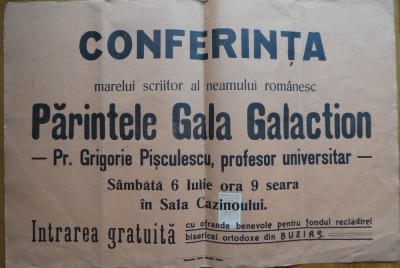 CONFERINȚA
marelui scriitor al neamului românesc
Părintele Gala Galaction
— Pr. Grigorie Pișculescu, profesor universitar —
Sâmbătă 6 Iulie ora 9 seara
în Sala Cazinoului.
Intrarea gratuită
cu ofrande benevole pentru fondul recládirei
bisericei ortodoxe din BUZIAȘ.